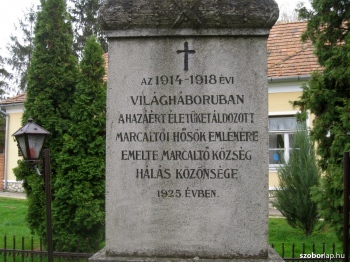 AZ 1914-1918 ÉVI
VILÁGHÁBORUBAN
A HAZÁÉRT ÉLETÜKET ÁLDOZOTT
MARCALTŐI HŐSÖK EMLÉKÉRE
EMELTE MARCALTŐ KÖZSÉG
HÁLÁS KÖZÖNSÉGE
1925 ÉVBEN.
szoborlap.hu